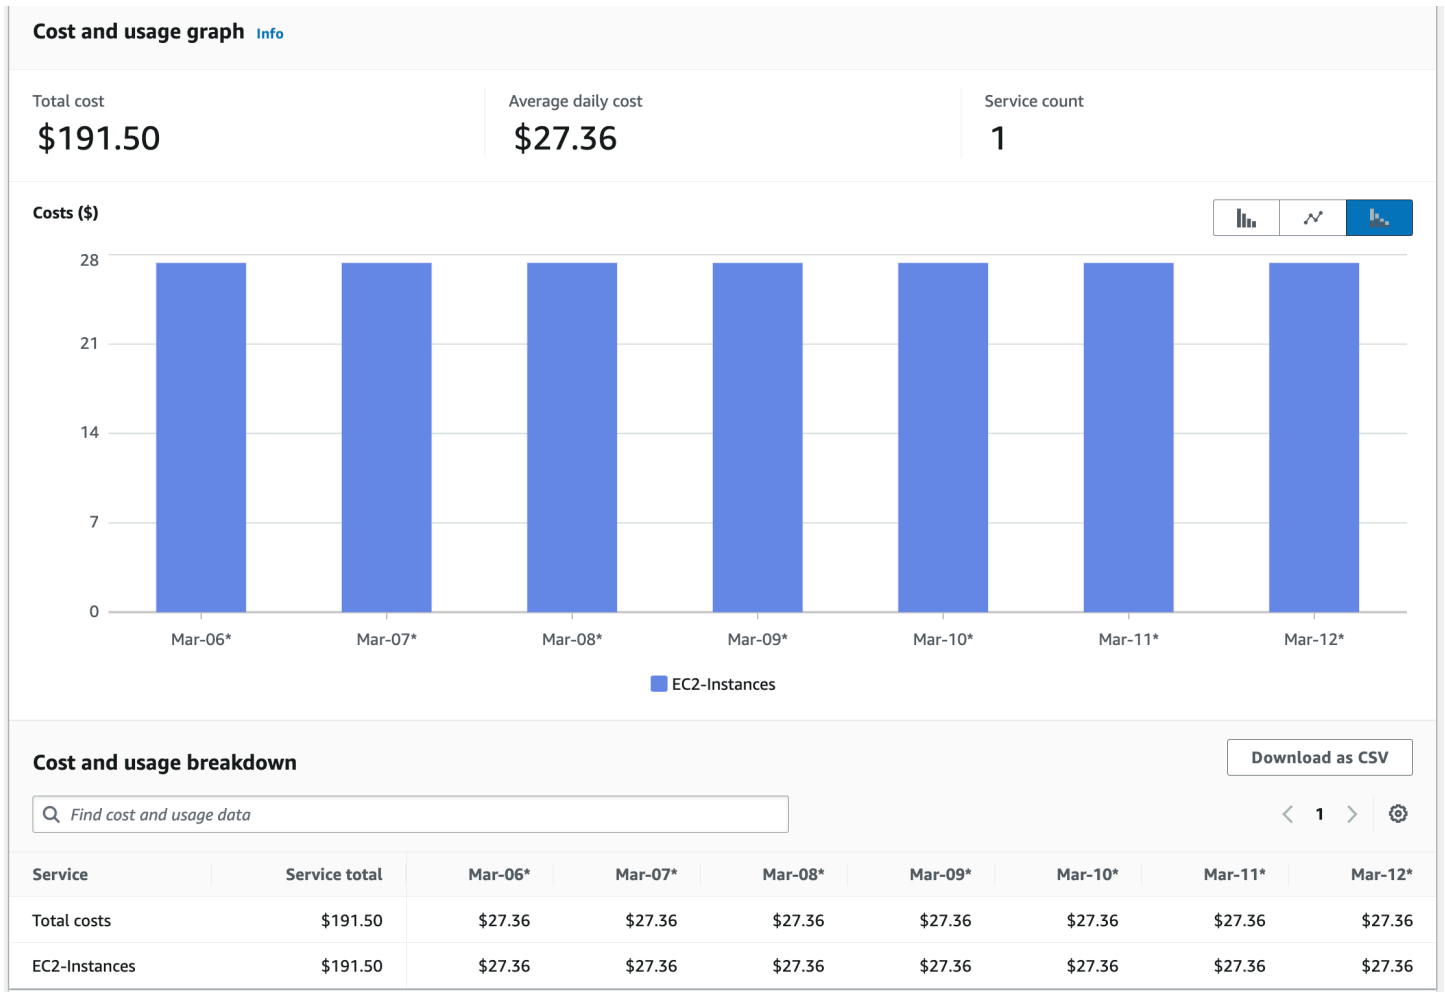 Cost and usage graph Info
Total cost Average daily cost Service count
$191.50 $27.36 1
Costs ($)
28
21
14
7
0
Mar-06* Mar-07* Mar-08* Mar-09* Mar-10* Mar-11* Mar-12*
EC2-Instances
Cost and usage breakdown Download as CSV
Find cost and usage data 1
Service Service total Mar-06* Mar-07* Mar-08* Mar-09* Mar-10* Mar-11* Mar-12*
Total costs $191.50 $27.36 $27.36 $27.36 $27.36 $27.36 $27.36 $27.36
EC2-Instances $191.50 $27.36 $27.36 $27.36 $27.36 $27.36 $27.36 $27.36